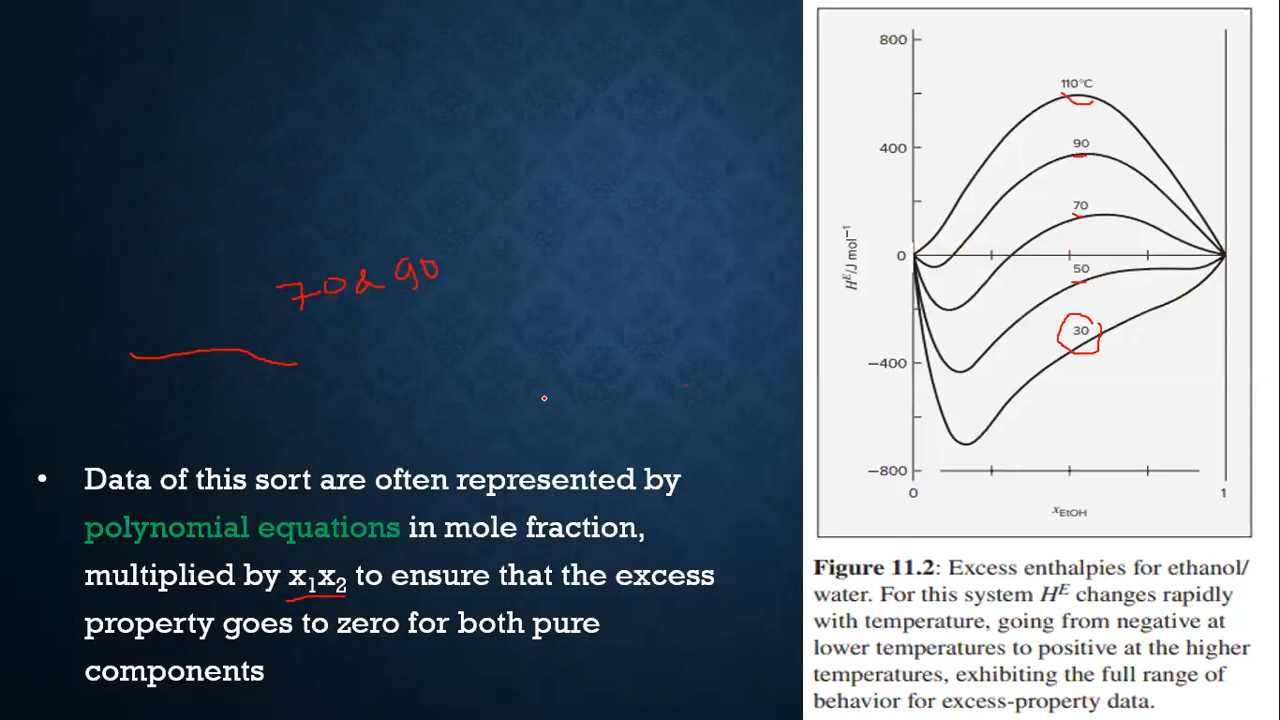 70 & 90
• Data of this sort are often represented by
polynomial equations in mole fraction,
multiplied by x₁x₂ to ensure that the excess
property goes to zero for both pure
components
800
400
0
−400
−800
Hᴱ/J mol⁻¹
110°C
90
70
50
30
0
1
xEtOH
Figure 11.2: Excess enthalpies for ethanol/
water. For this system Hᴱ changes rapidly
with temperature, going from negative at
lower temperatures to positive at the higher
temperatures, exhibiting the full range of
behavior for excess-property data.